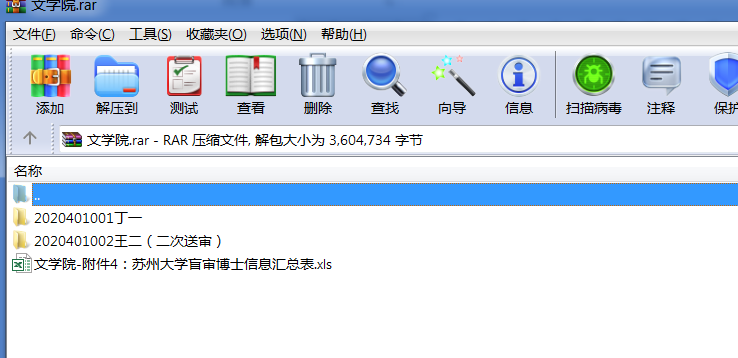 文学院.rar
文件(F) 命令(C) 工具(S) 收藏夹(O) 选项(N) 帮助(H)
添加 解压到 测试 查看 删除 查找 向导 信息 扫描病毒 注释 保护
文学院.rar - RAR 压缩文件, 解包大小为 3,604,734 字节
名称
..
2020401001丁一
2020401002王二（二次送审）
文学院-附件4：苏州大学盲审博士信息汇总表.xls